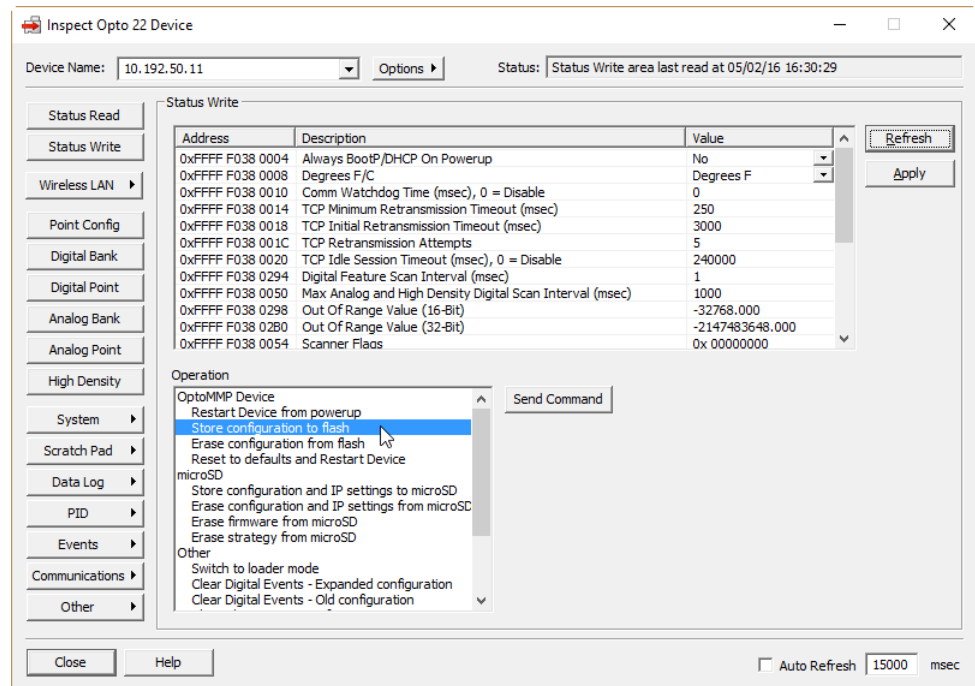 Inspect Opto 22 Device
Device Name: 10.192.50.11 Options Status: Status Write area last read at 05/02/16 16:30:29
Status Read
Status Write
Wireless LAN
Point Config
Digital Bank
Digital Point
Analog Bank
Analog Point
High Density
System
Scratch Pad
Data Log
PID
Events
Communications
Other
Status Write
Address Description Value
0xFFFF F038 0004 Always BootP/DHCP On Powerup No
0xFFFF F038 0008 Degrees F/C Degrees F
0xFFFF F038 0010 Comm Watchdog Time (msec), 0 = Disable 0
0xFFFF F038 0014 TCP Minimum Retransmission Timeout (msec) 250
0xFFFF F038 0018 TCP Initial Retransmission Timeout (msec) 3000
0xFFFF F038 001C TCP Retransmission Attempts 5
0xFFFF F038 0020 TCP Idle Session Timeout (msec), 0 = Disable 240000
0xFFFF F038 0294 Digital Feature Scan Interval (msec) 1
0xFFFF F038 0050 Max Analog and High Density Digital Scan Interval (msec) 1000
0xFFFF F038 0298 Out Of Range Value (16-Bit) -32768.000
0xFFFF F038 02B0 Out Of Range Value (32-Bit) -2147483648.000
0xFFFF F038 0054 Scanner Flags 0x 00000000
Refresh
Apply
Operation
OptoMMP Device
Restart Device from powerup
Store configuration to flash
Erase configuration from flash
Reset to defaults and Restart Device
microSD
Store configuration and IP settings to microSD
Erase configuration and IP settings from microSD
Erase firmware from microSD
Erase strategy from microSD
Other
Switch to loader mode
Clear Digital Events - Expanded configuration
Clear Digital Events - Old configuration
Send Command
Close Help Auto Refresh 15000 msec